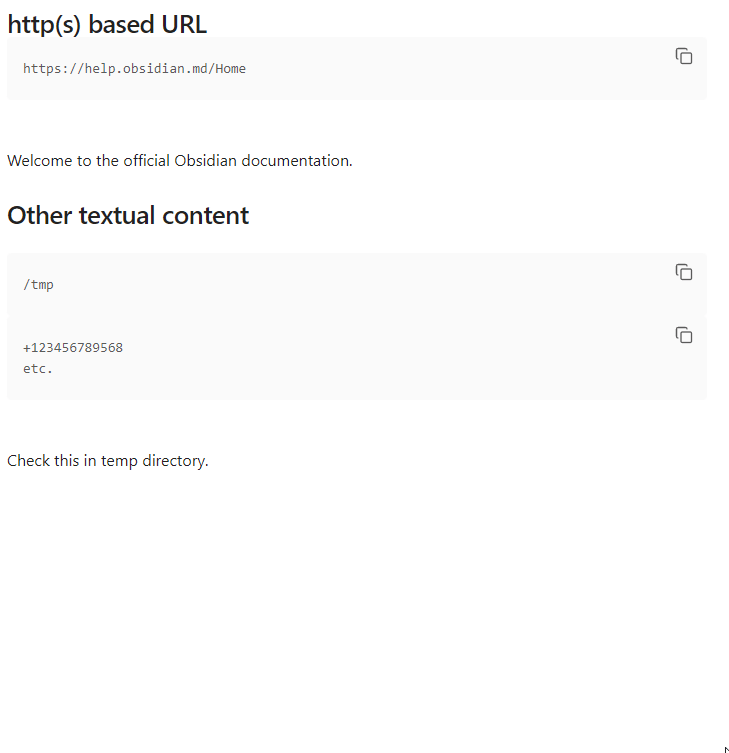 http(s) based URL
https://help.obsidian.md/Home
Welcome to the official Obsidian documentation.
Other textual content
/tmp
+123456789568
etc.
Check this in temp directory.